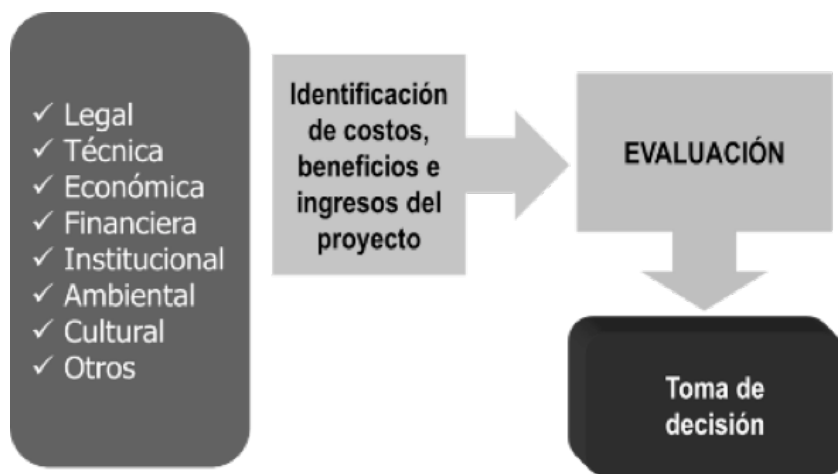 ✓ Legal
✓ Técnica
✓ Económica
✓ Financiera
✓ Institucional
✓ Ambiental
✓ Cultural
✓ Otros
Identificación
de costos,
beneficios e
ingresos del
proyecto
EVALUACIÓN
Toma de
decisión